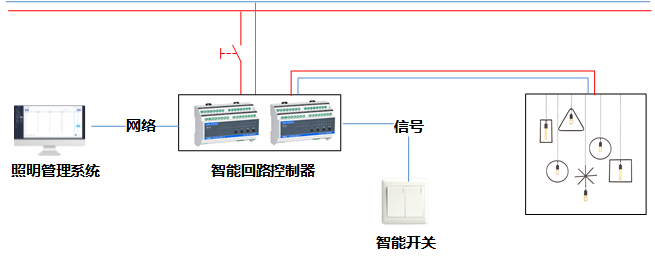 网络
信号
照明管理系统
智能回路控制器
智能开关